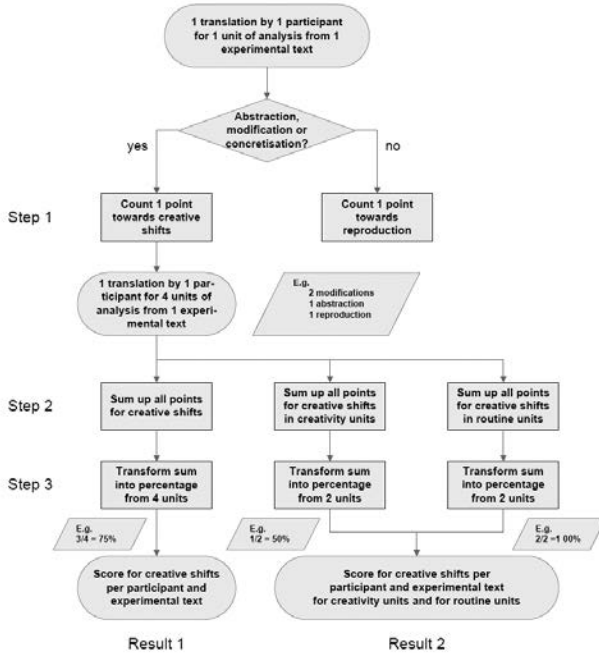 1 translation by 1 participant
for 1 unit of analysis from 1
experimental text
Abstraction,
modification or
concretisation?
yes
no
Step 1
Count 1 point
towards creative
shifts
Count 1 point
towards
reproduction
1 translation by 1 par-
ticipant for 4 units of
analysis from 1 experi-
mental text
E.g.
2 modifications
1 abstraction
1 reproduction
Step 2
Sum up all points
for creative shifts
Sum up all points
for creative shifts
in creativity units
Sum up all points
for creative shifts
in routine units
Step 3
Transform sum
into percentage
from 4 units
Transform sum
into percentage
from 2 units
Transform sum
into percentage
from 2 units
E.g.
3/4 = 75%
E.g.
1/2 = 50%
E.g.
2/2 =1 00%
Score for creative shifts
per participant and
experimental text
Score for creative shifts per
participant and experimental text
for creativity units and for routine units
Result 1
Result 2